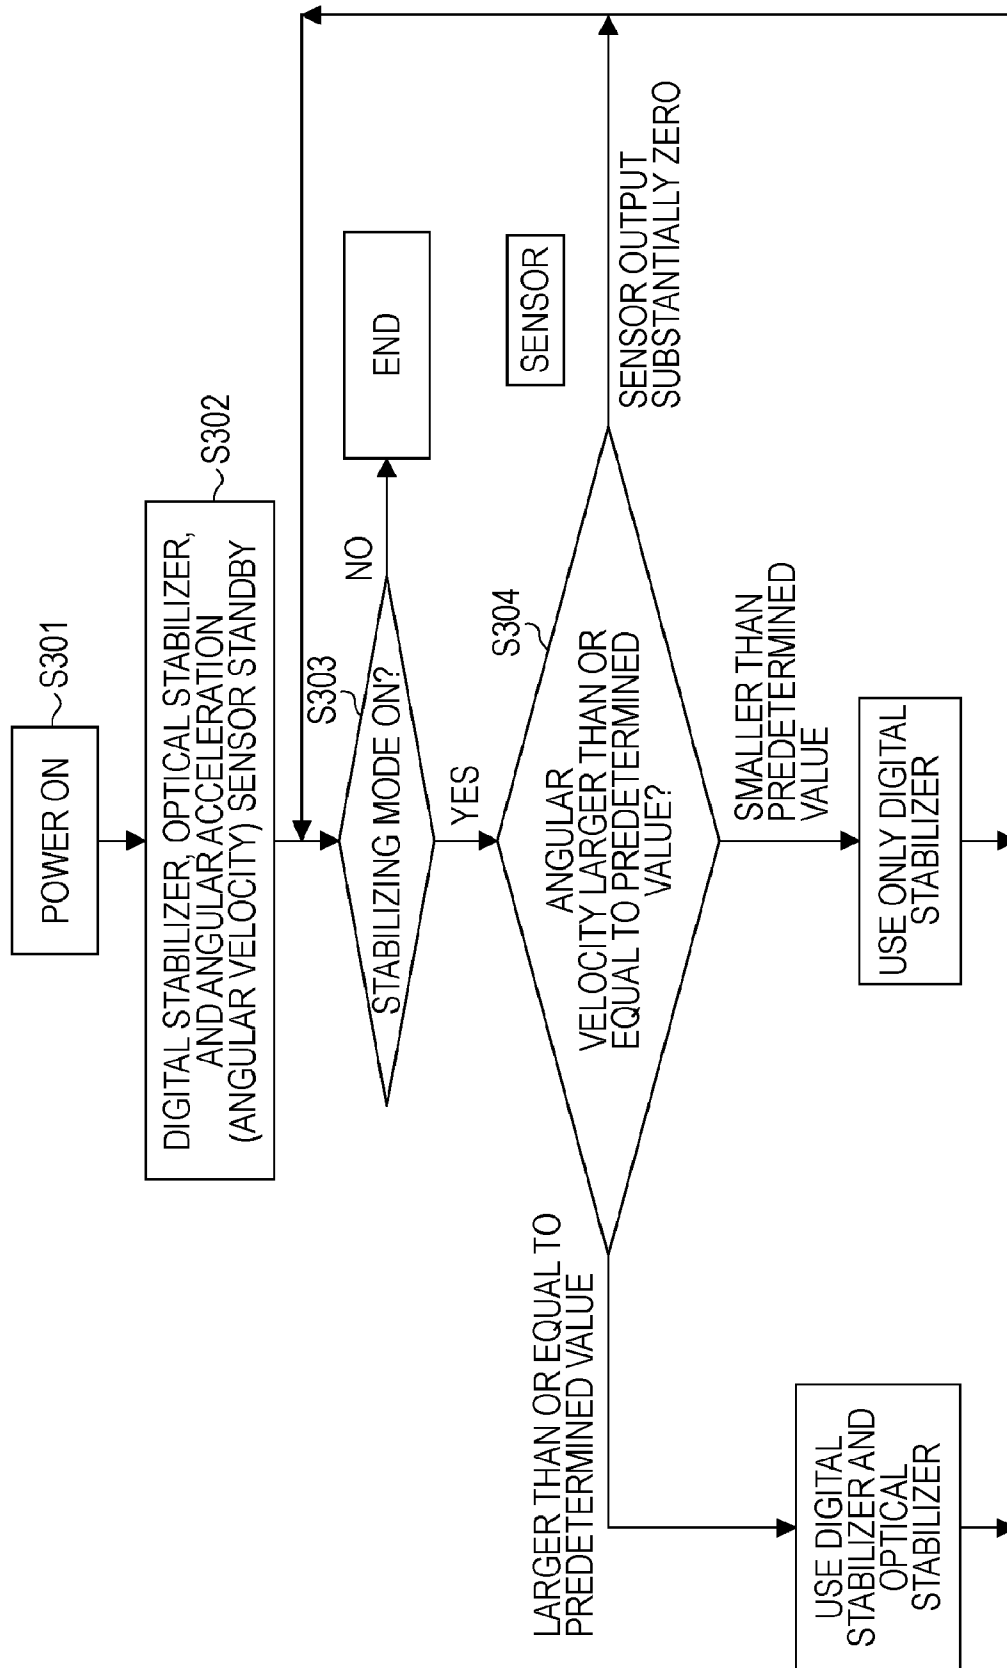 POWER ON
S301
DIGITAL STABILIZER, OPTICAL STABILIZER,
AND ANGULAR ACCELERATION
(ANGULAR VELOCITY) SENSOR STANDBY
S302
STABILIZING MODE ON?
S303
NO
END
YES
ANGULAR
VELOCITY LARGER THAN OR
EQUAL TO PREDETERMINED
VALUE?
S304
SENSOR
SENSOR OUTPUT
SUBSTANTIALLY ZERO
LARGER THAN OR EQUAL TO
PREDETERMINED VALUE
SMALLER THAN
PREDETERMINED
VALUE
USE DIGITAL
STABILIZER AND
OPTICAL
STABILIZER
USE ONLY DIGITAL
STABILIZER